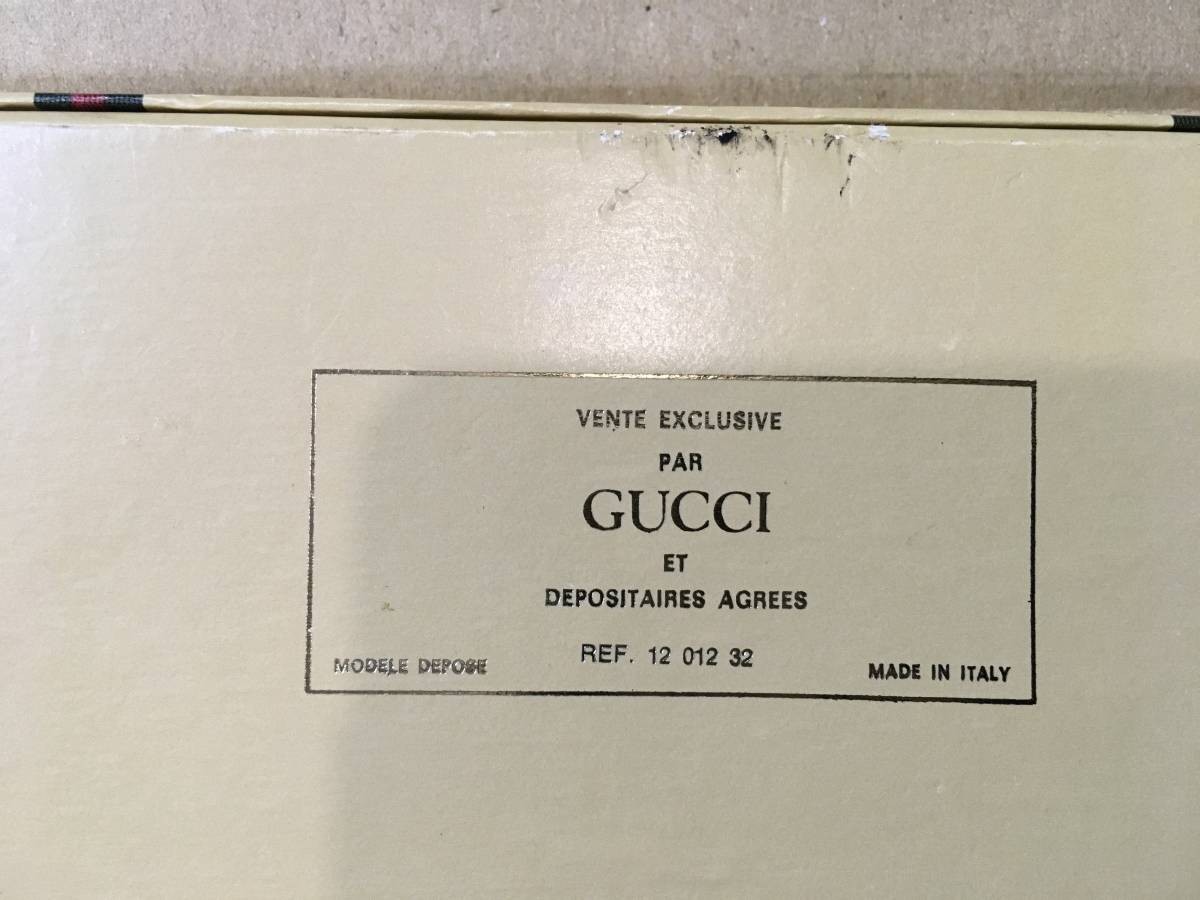 VENTE EXCLUSIVE
PAR
GUCCI
ET
DEPOSITAIRES AGREES
REF. 12 012 32
MODELE DEPOSE
MADE IN ITALY